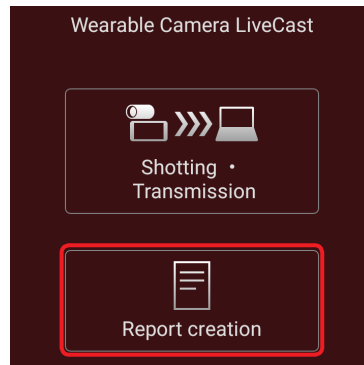 Wearable Camera LiveCast
Shotting ・
Transmission
Report creation